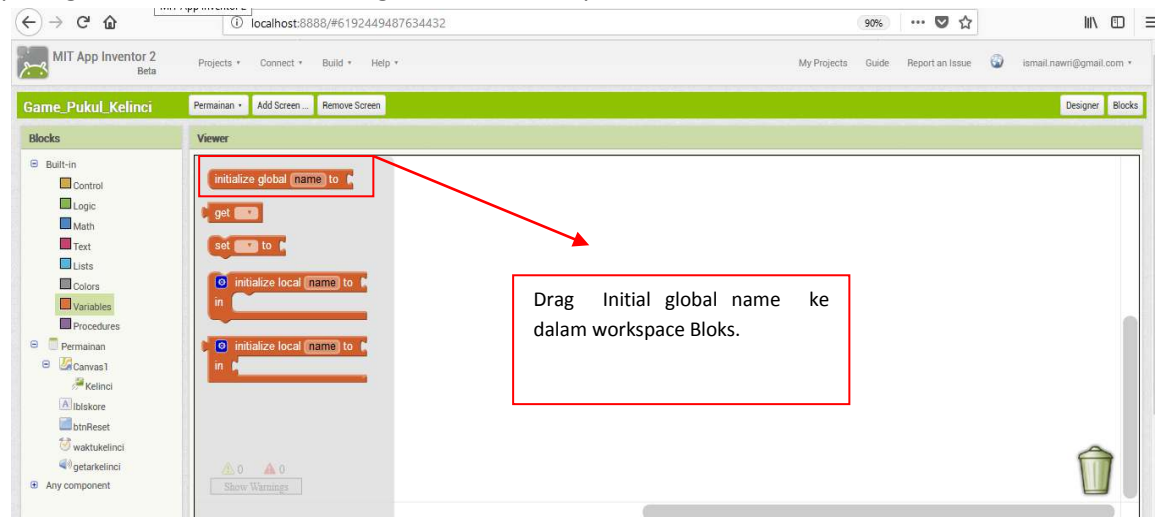 MIT App Inventor 2
localhost:8888/#6192449487634432
90%
MIT App Inventor 2
Beta
Projects
Connect
Build
Help
My Projects
Guide
Report an Issue
ismail.nawri@gmail.com
Game_Pukul_Kelinci
Permainan
Add Screen ...
Remove Screen
Designer
Blocks
Blocks
Viewer
Built-in
Control
Logic
Math
Text
Lists
Colors
Variables
Procedures
Permainan
Canvas1
Kelinci
lblskore
btnReset
waktukelinci
getarkelinci
Any component
initialize global name to
get
set to
initialize local name to
in
initialize local name to
in
0 0
Show Warnings
Drag Initial global name ke
dalam workspace Bloks.